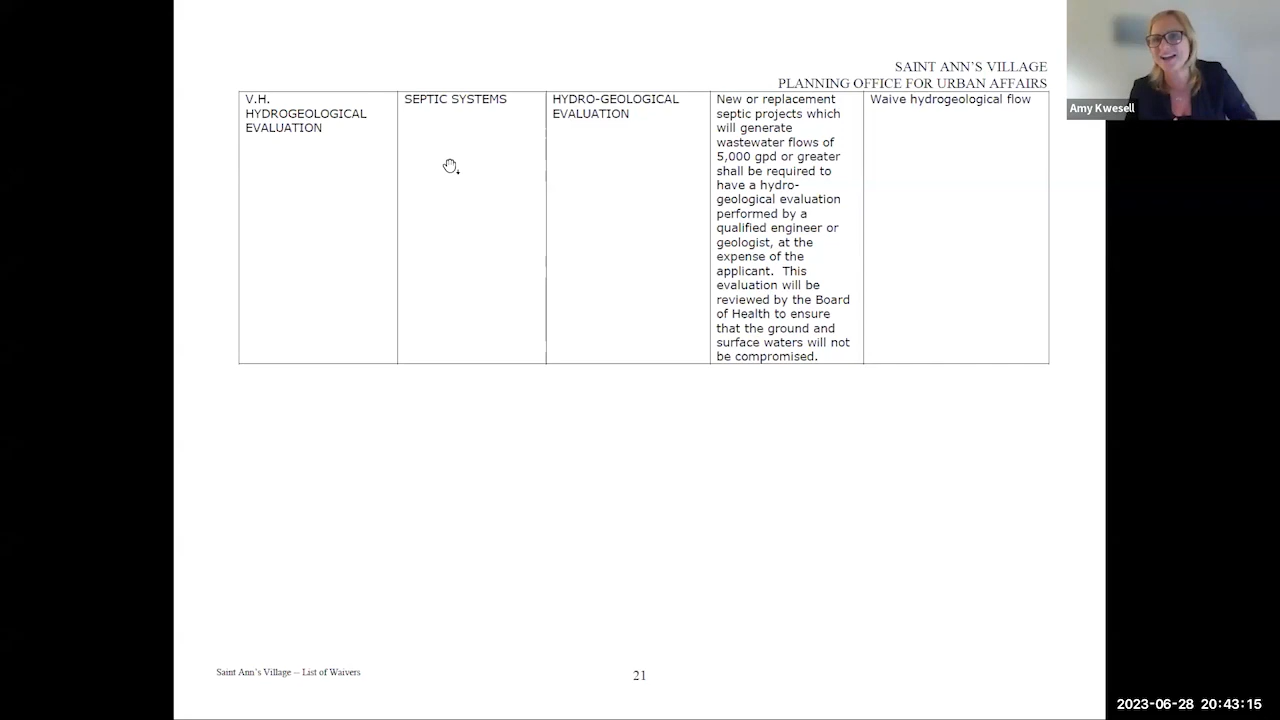 SAINT ANN'S VILLAGE
PLANNING OFFICE FOR URBAN AFFAIRS
V.H.
HYDROGEOLOGICAL
EVALUATION
SEPTIC SYSTEMS
HYDRO-GEOLOGICAL
EVALUATION
New or replacement
septic projects which
will generate
wastewater flows of
5,000 gpd or greater
shall be required to
have a hydro-
geological evaluation
performed by a
qualified engineer or
geologist, at the
expense of the
applicant.  This
evaluation will be
reviewed by the Board
of Health to ensure
that the ground and
surface waters will not
be compromised.
Waive hydrogeological flow
Amy Kwesell
Saint Ann's Village – List of Waivers
21
2023-06-28 20:43:15